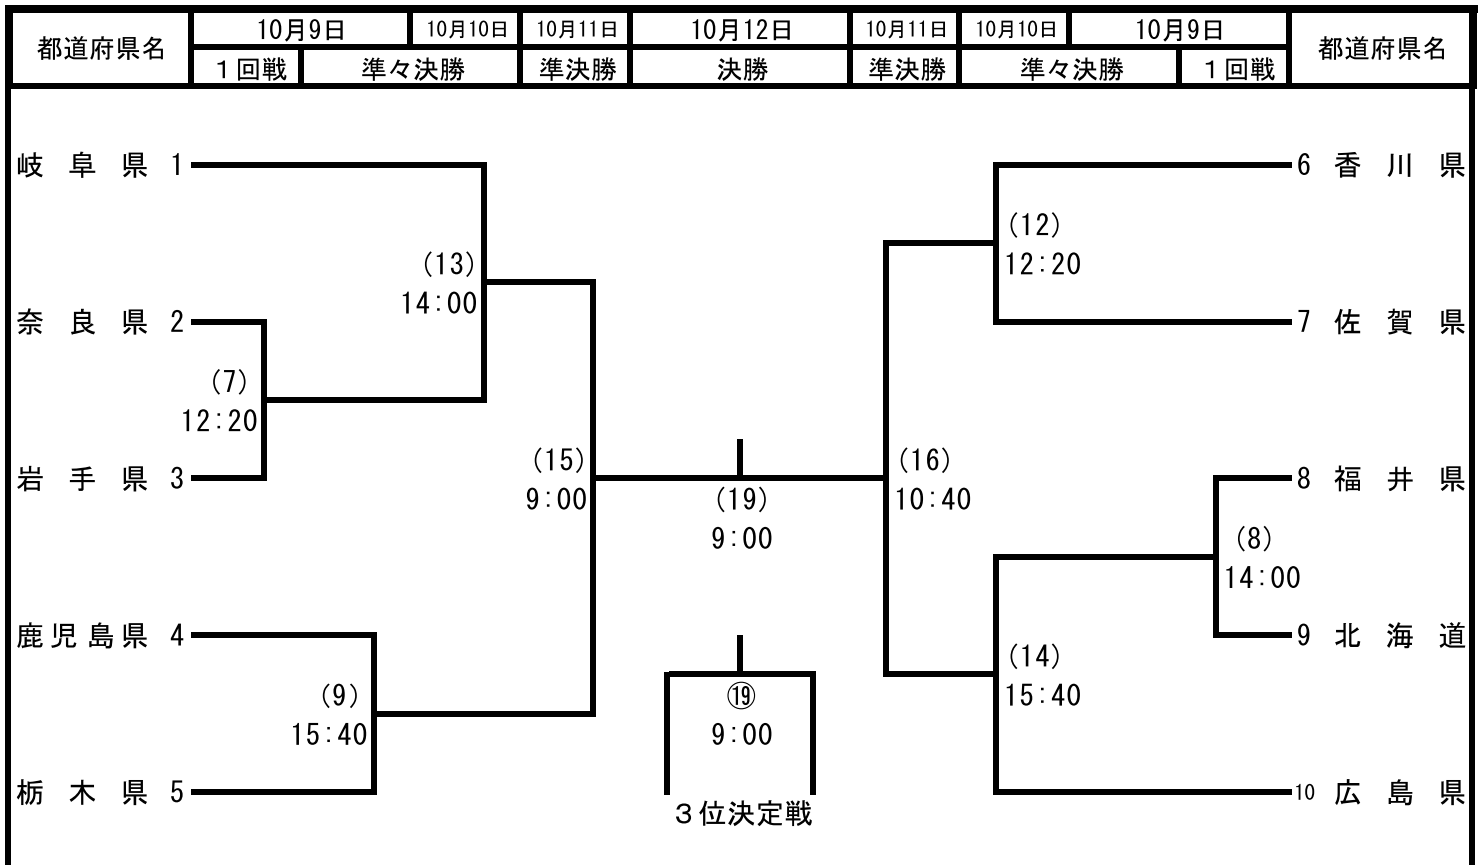 都道府県名 10月9日 10月10日 10月11日 10月12日 10月11日 10月10日 10月9日 都道府県名
１回戦 準々決勝 準決勝 決勝 準決勝 準々決勝 １回戦
岐阜県 1 6 香川県
(12)
(13) 12:20
14:00
奈良県 2 7 佐賀県
(7)
12:20
岩手県 3 (15) (16) 8 福井県
9:00 (19) 10:40
9:00 (8)
14:00
鹿児島県 4 9 北海道
(14)
(9) ⑲ 15:40
15:40 9:00
栃木県 5 10 広島県
３位決定戦